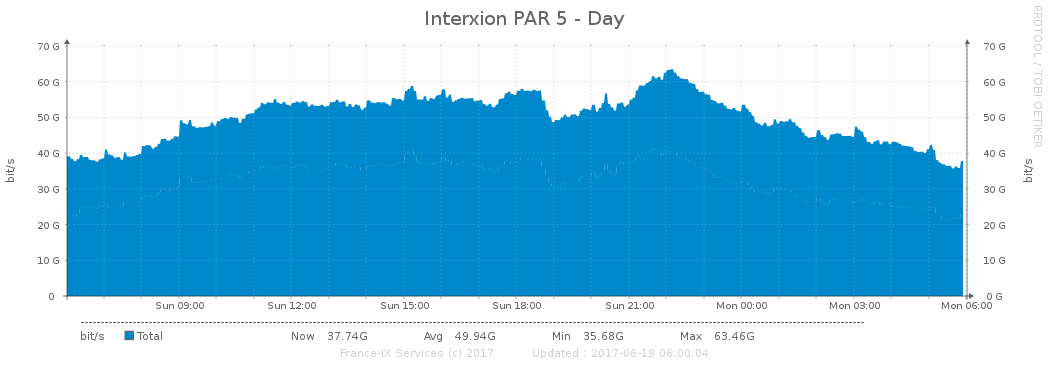 Interxion PAR 5 - Day
RRDTOOL / TOBI OETIKER
70 G 70 G
60 G 60 G
50 G 50 G
40 G 40 G
30 G 30 G
20 G 20 G
10 G 10 G
0 0 G
bit/s
bit/s
Sun 09:00 Sun 12:00 Sun 15:00 Sun 18:00 Sun 21:00 Mon 00:00 Mon 03:00 Mon 06:00
bit/s Total Now 37.74G Avg 49.94G Min 35.68G Max 63.46G
France-IX Services (c) 2017 Updated : 2017-06-19 06:00:04